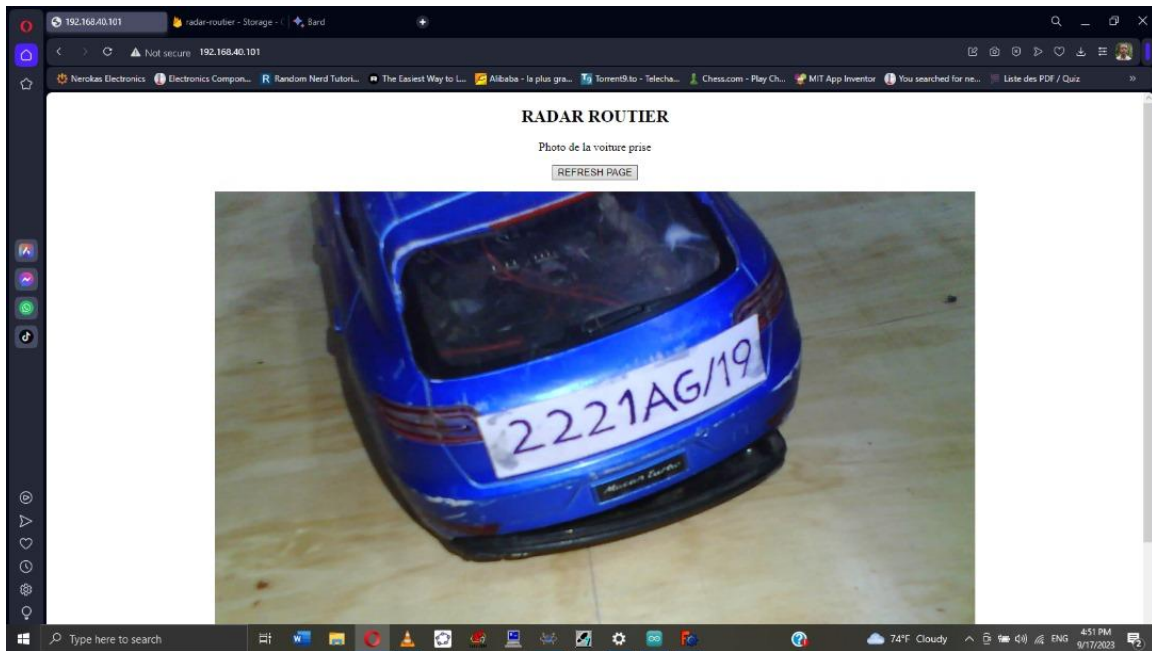 192.168.40.101
radar-routier - Storage - (
Bard
Not secure 192.168.40.101
Nerokas Electronics
Electronics Compon...
Random Nerd Tutori...
The Easiest Way to L...
Alibaba - la plus gra...
Torrent9.to - Telecha...
Chess.com - Play Ch...
MIT App Inventor
You searched for ne...
Liste des PDF / Quiz
RADAR ROUTIER
Photo de la voiture prise
REFRESH PAGE
2221AG/19
Macan Turbo
Type here to search
74°F Cloudy
ENG
4:51 PM
9/17/2023